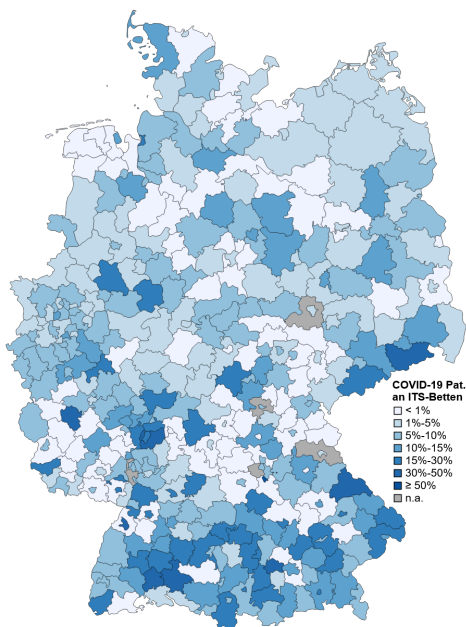 COVID-19 Pat.
an ITS-Betten
< 1%
1%-5%
5%-10%
10%-15%
15%-30%
30%-50%
≥ 50%
n.a.